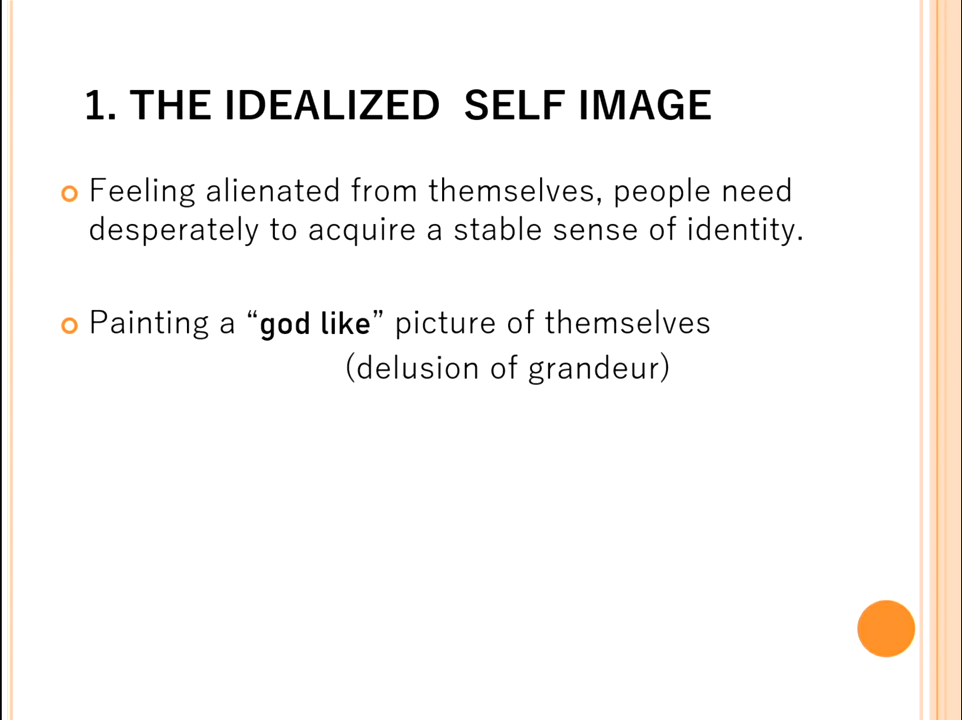 1. THE IDEALIZED SELF IMAGE
Feeling alienated from themselves, people need
desperately to acquire a stable sense of identity.
Painting a “god like” picture of themselves
(delusion of grandeur)